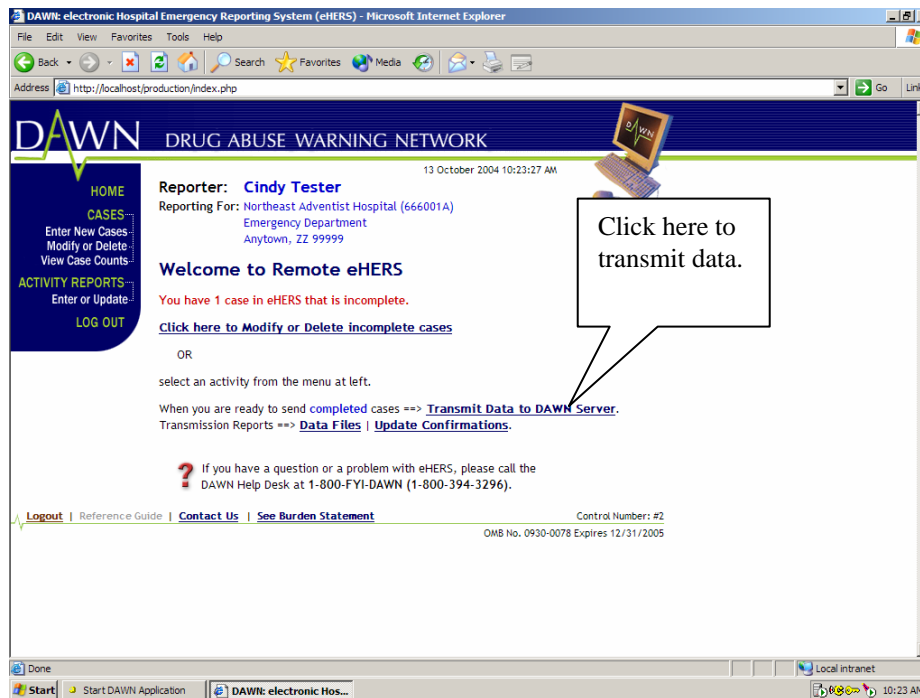 DAWN: electronic Hospital Emergency Reporting System (eHERS) - Microsoft Internet Explorer
File Edit View Favorites Tools Help
Back Search Favorites Media
Address http://localhost/production/index.php Go Link
DAWN DRUG ABUSE WARNING NETWORK
DAWN
13 October 2004 10:23:27 AM
HOME
CASES
Enter New Cases
Modify or Delete
View Case Counts
ACTIVITY REPORTS
Enter or Update
LOG OUT
Reporter: Cindy Tester
Reporting For: Northeast Adventist Hospital (666001A)
Emergency Department
Anytown, ZZ 99999
Welcome to Remote eHERS
You have 1 case in eHERS that is incomplete.
Click here to Modify or Delete incomplete cases
OR
select an activity from the menu at left.
When you are ready to send completed cases ==> Transmit Data to DAWN Server.
Transmission Reports ==> Data Files | Update Confirmations.
Click here to
transmit data.
? If you have a question or a problem with eHERS, please call the
DAWN Help Desk at 1-800-FYI-DAWN (1-800-394-3296).
Logout | Reference Guide | Contact Us | See Burden Statement
Control Number: #2
OMB No. 0930-0078 Expires 12/31/2005
Done Local intranet
Start Start DAWN Application DAWN: electronic Hos... 10:23 AM